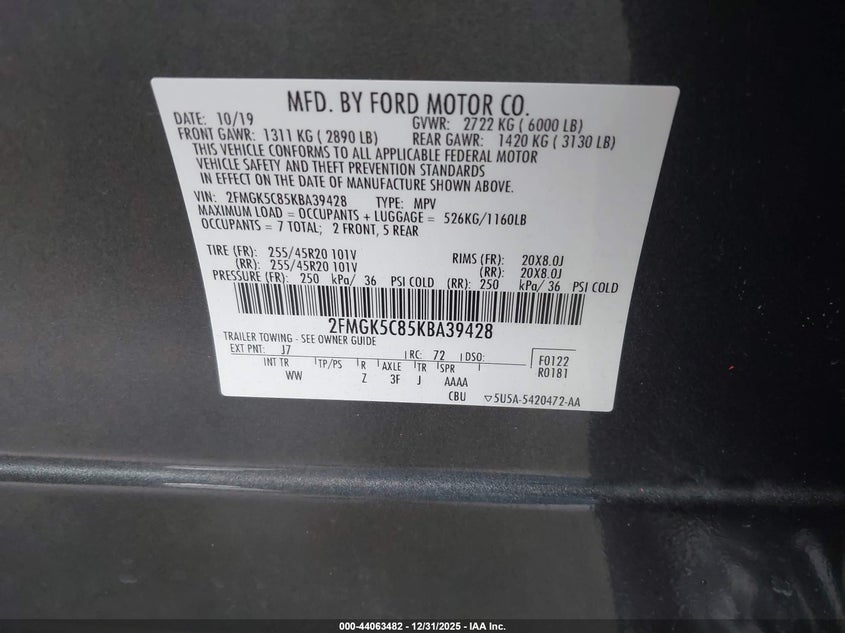 MFD. BY FORD MOTOR CO.
DATE: 10/19 GVWR: 2722 KG ( 6000 LB)
FRONT GAWR: 1311 KG ( 2890 LB) REAR GAWR: 1420 KG ( 3130 LB)
THIS VEHICLE CONFORMS TO ALL APPLICABLE FEDERAL MOTOR
VEHICLE SAFETY AND THEFT PREVENTION STANDARDS
IN EFFECT ON THE DATE OF MANUFACTURE SHOWN ABOVE.
VIN: 2FMGK5C85KBA39428 TYPE: MPV
MAXIMUM LOAD = OCCUPANTS + LUGGAGE = 526KG/1160LB
OCCUPANTS = 7 TOTAL; 2 FRONT, 5 REAR
TIRE (FR): 255/45R20 101V RIMS (FR): 20X8.0J
(RR): 255/45R20 101V (RR): 20X8.0J
PRESSURE (FR): 250 kPa/ 36 PSI COLD (RR): 250 kPa/ 36 PSI COLD
2FMGK5C85KBA39428
TRAILER TOWING - SEE OWNER GUIDE
EXT PNT: J7 RC: 72 DSO: F0122
INT TR TP/PS R AXLE TR SPR R0181
WW Z 3F J AAAA
CBU ▽5U5A-5420472-AA
000-44063482 - 12/31/2025 - IAA Inc.